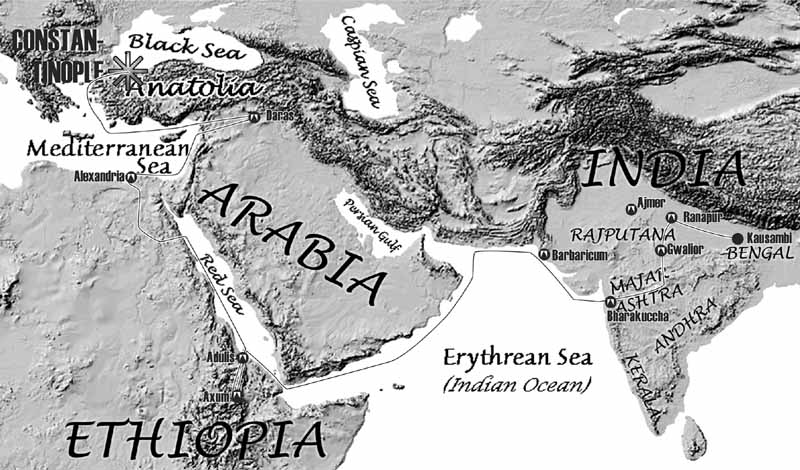 CONSTAN-
TINOPLE
Black Sea
Caspian Sea
Anatolia
Daras
Mediterranean
Sea
Alexandria
INDIA
ARABIA
Persian Gulf
Ajmer
Ranapur
RAJPUTANA
Kausambi
BENGAL
Gwalior
Barbaricum
Red Sea
MAJAR-
ASHTRA
Bharakuccha
ANDHRA
KERALA
Adulis
Axum
Erythrean Sea
(Indian Ocean)
ETHIOPIA